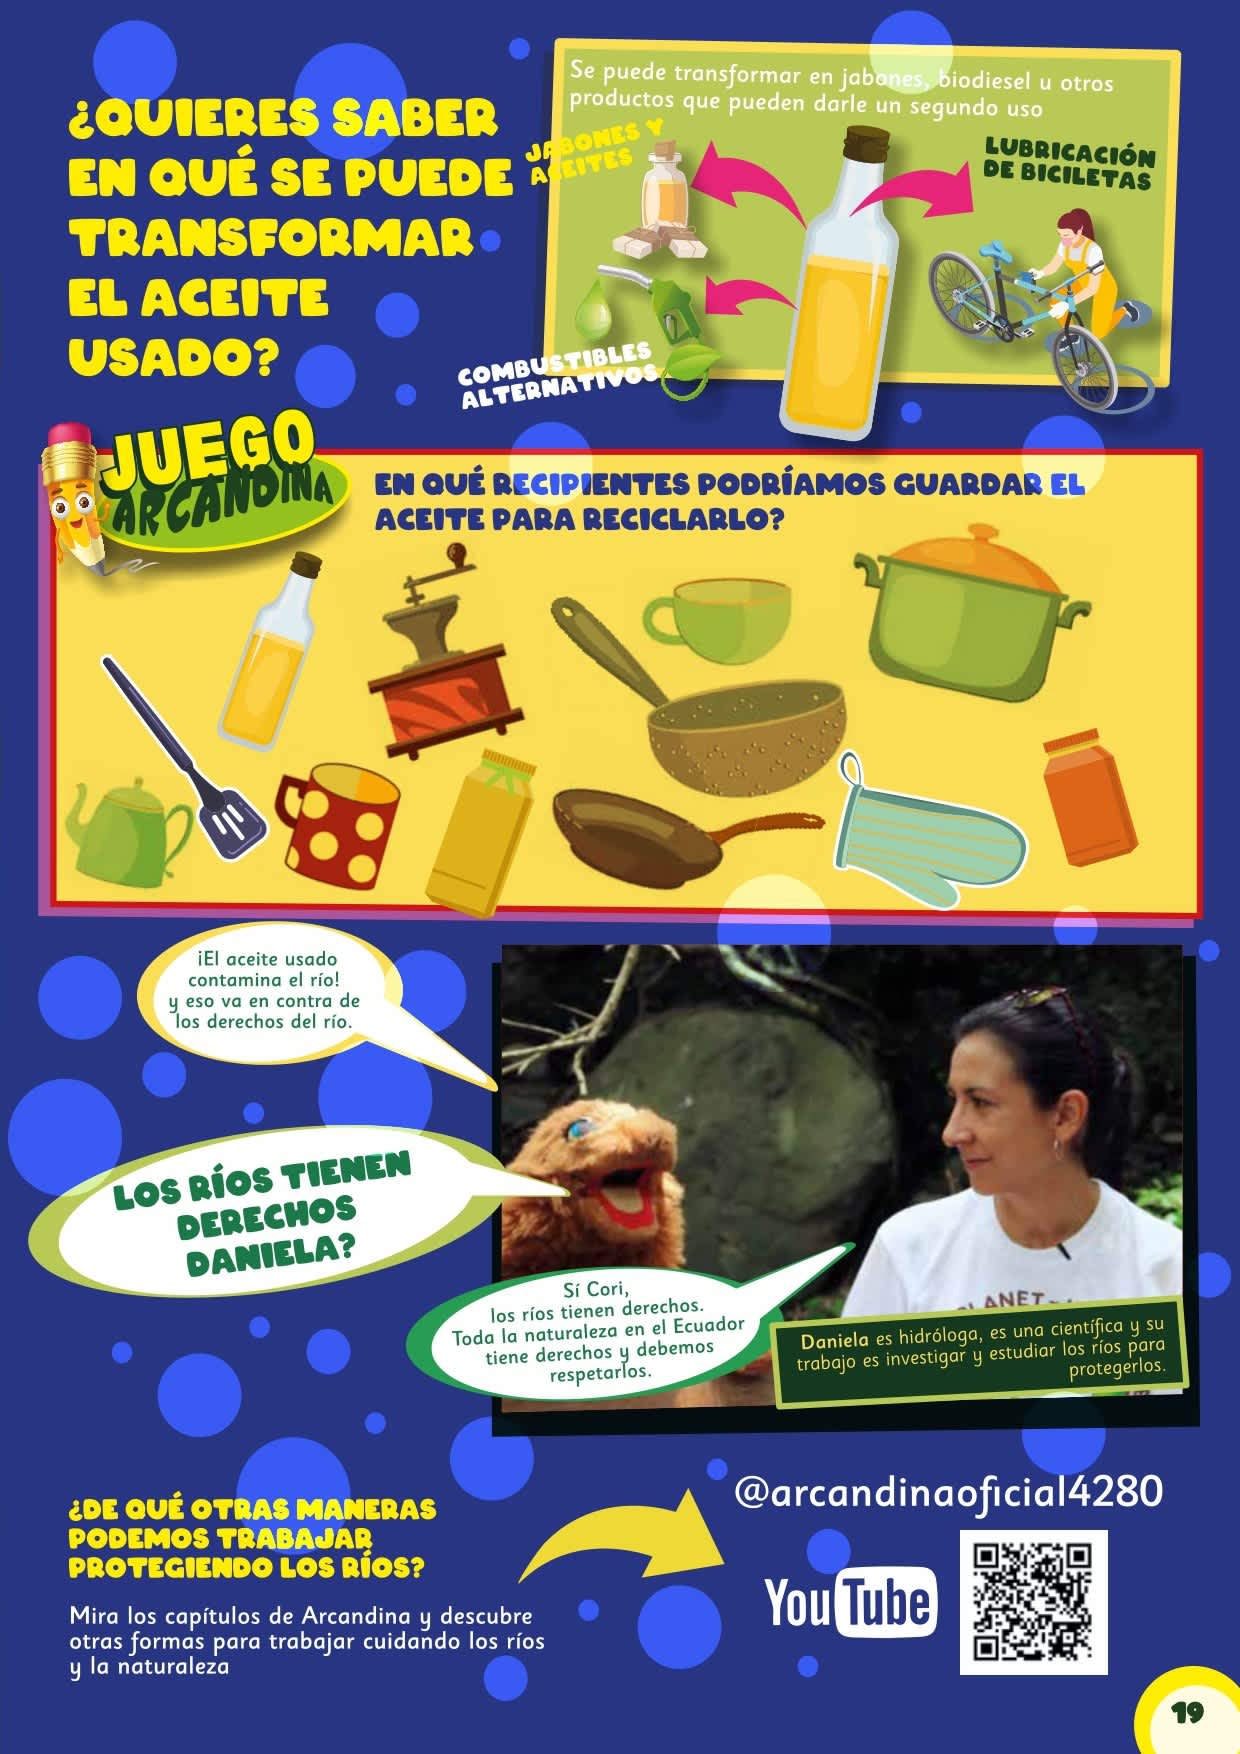 ¿QUIERES SABER
EN QUÉ SE PUEDE
TRANSFORMAR
EL ACEITE
USADO?
Se puede transformar en jabones, biodiesel u otros
productos que pueden darle un segundo uso
JABONES Y
ACEITES
LUBRICACIÓN
DE BICILETAS
COMBUSTIBLES
ALTERNATIVOS
JUEGO
ARCANDINA
EN QUÉ RECIPIENTES PODRÍAMOS GUARDAR EL
ACEITE PARA RECICLARLO?
¡El aceite usado
contamina el río!
y eso va en contra de
los derechos del río.
LOS RÍOS TIENEN
DERECHOS
DANIELA?
Sí Cori,
los ríos tienen derechos.
Toda la naturaleza en el Ecuador
tiene derechos y debemos
respetarlos.
PLANET
Daniela es hidróloga, es una científica y su
trabajo es investigar y estudiar los ríos para
protegerlos.
¿DE QUÉ OTRAS MANERAS
PODEMOS TRABAJAR
PROTEGIENDO LOS RÍOS?
Mira los capítulos de Arcandina y descubre
otras formas para trabajar cuidando los ríos
y la naturaleza
@arcandinaoficial4280
YouTube
19